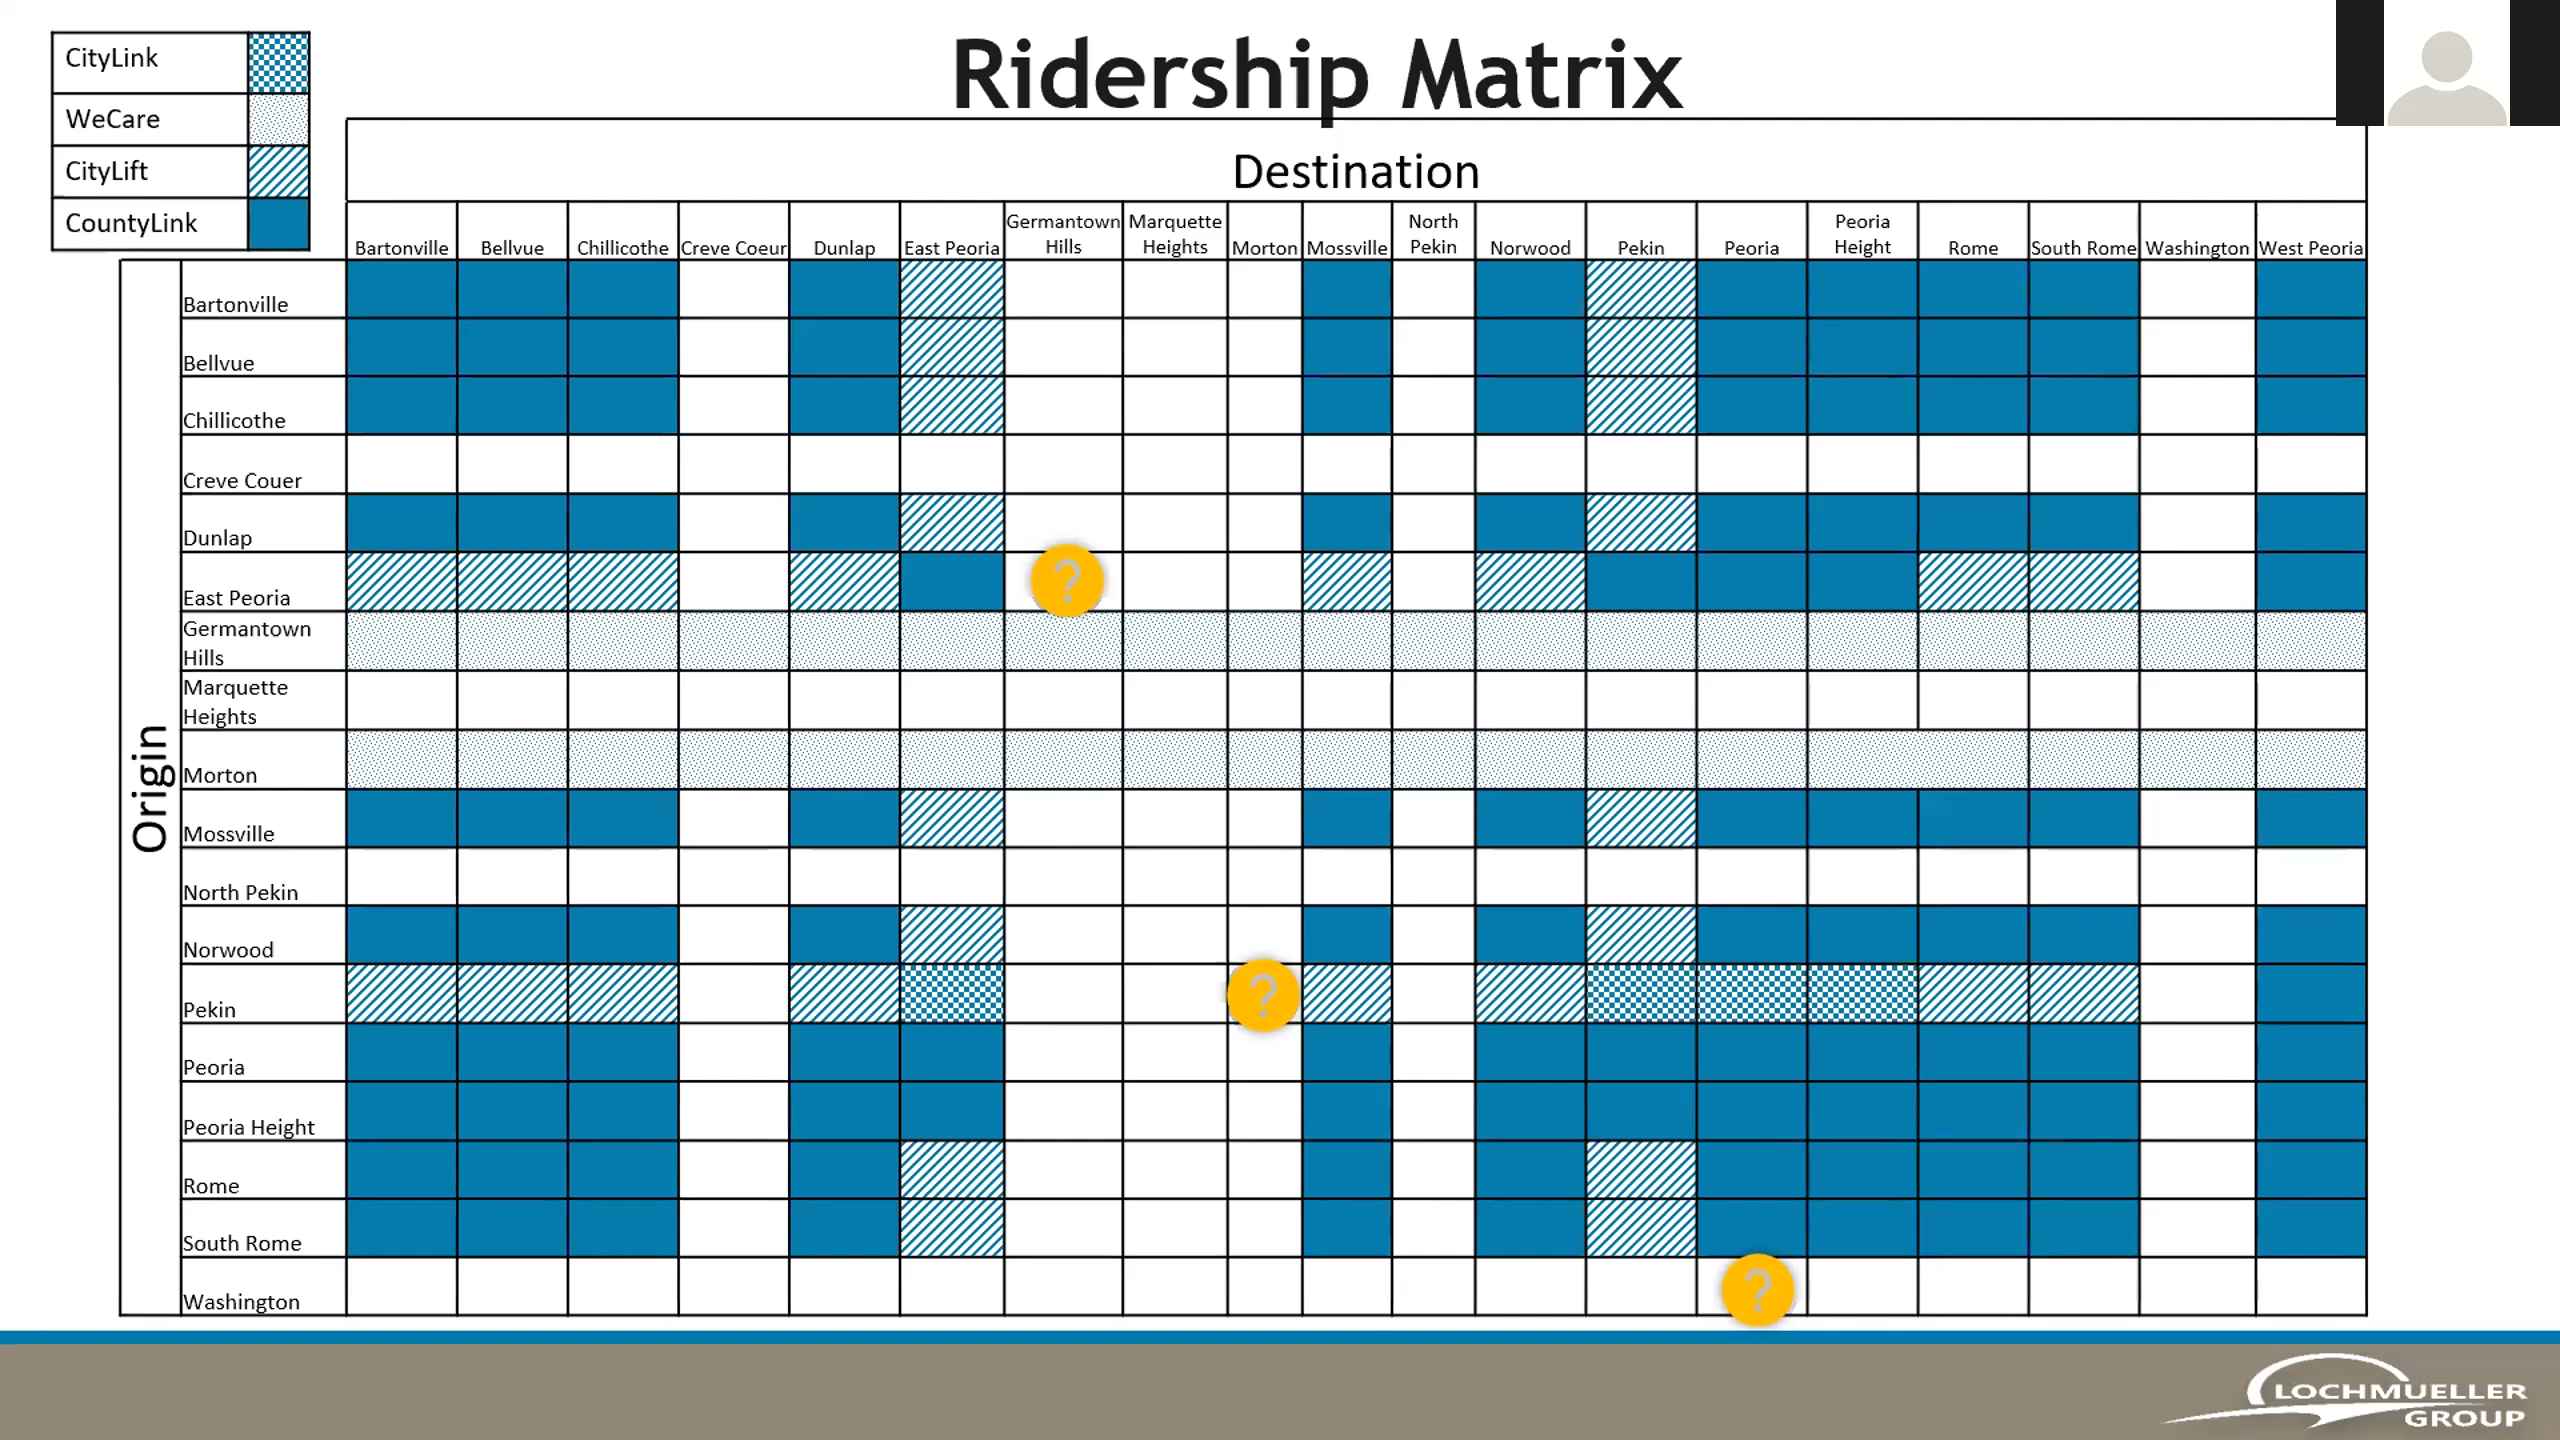 Ridership Matrix
CityLink
WeCare
CityLift
CountyLink
Destination
Bartonville
Bellvue
Chillicothe
Creve Coeur
Dunlap
East Peoria
Germantown
Hills
Marquette
Heights
Morton
Mossville
North
Pekin
Norwood
Pekin
Peoria
Peoria
Height
Rome
South Rome
Washington
West Peoria
Origin
Bartonville
Bellvue
Chillicothe
Creve Couer
Dunlap
East Peoria
?
Germantown
Hills
Marquette
Heights
Morton
Mossville
North Pekin
Norwood
Pekin
?
Peoria
Peoria Height
Rome
South Rome
Washington
?
LOCHMUELLER
GROUP